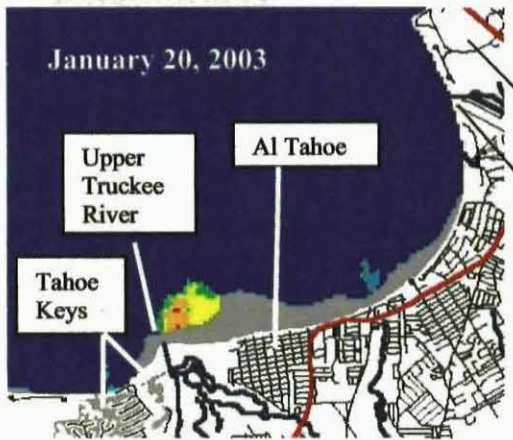 January 20, 2003
Upper
Truckee
River
Al Tahoe
Tahoe
Keys